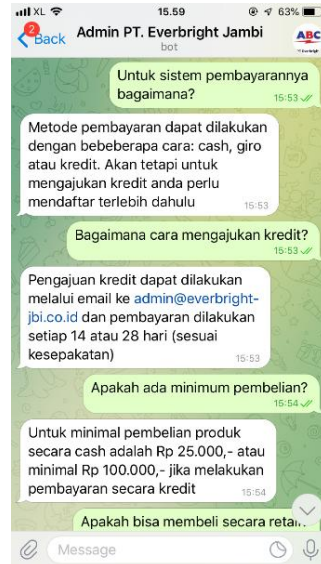 XL 15.59 63%
2
Back Admin PT. Everbright Jambi
bot
ABC
Untuk sistem pembayarannya
bagaimana?
15:53
Metode pembayaran dapat dilakukan
dengan bebeberapa cara: cash, giro
atau kredit. Akan tetapi untuk
mengajukan kredit anda perlu
mendaftar terlebih dahulu
15:53
Bagaimana cara mengajukan kredit?
15:53
Pengajuan kredit dapat dilakukan
melalui email ke admin@everbright-
jbi.co.id dan pembayaran dilakukan
setiap 14 atau 28 hari (sesuai
kesepakatan)
15:53
Apakah ada minimum pembelian?
15:54
Untuk minimal pembelian produk
secara cash adalah Rp 25.000,- atau
minimal Rp 100.000,- jika melakukan
pembayaran secara kredit
15:54
Apakah bisa membeli secara
Message